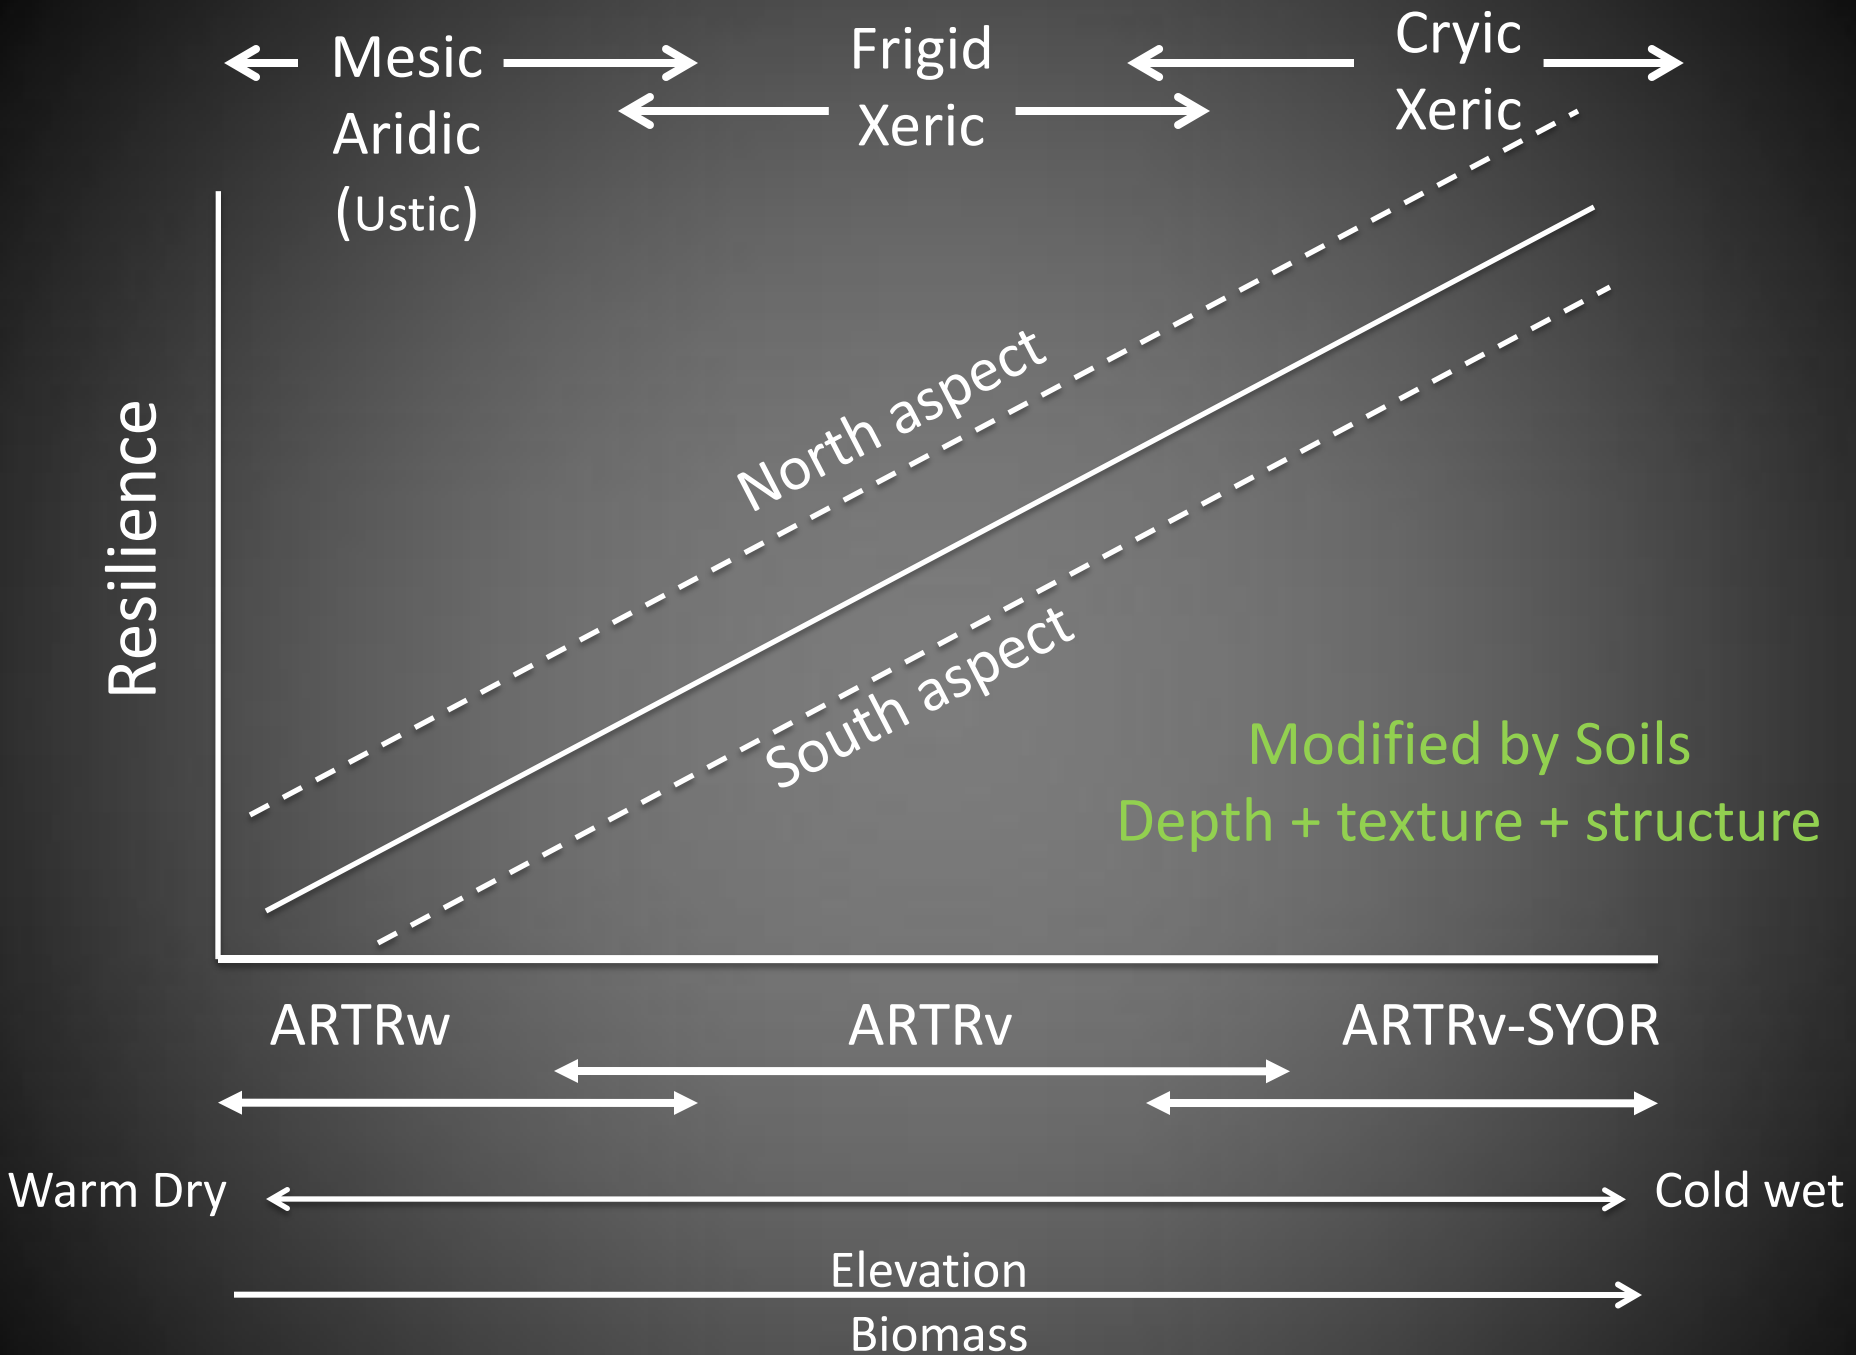 Mesic
Aridic
(Ustic)
Frigid
Xeric
Cryic
Xeric
Resilience
North aspect
South aspect
Modified by Soils
Depth + texture + structure
ARTRw
ARTRv
ARTRv-SYOR
Warm Dry
Cold wet
Elevation
Biomass